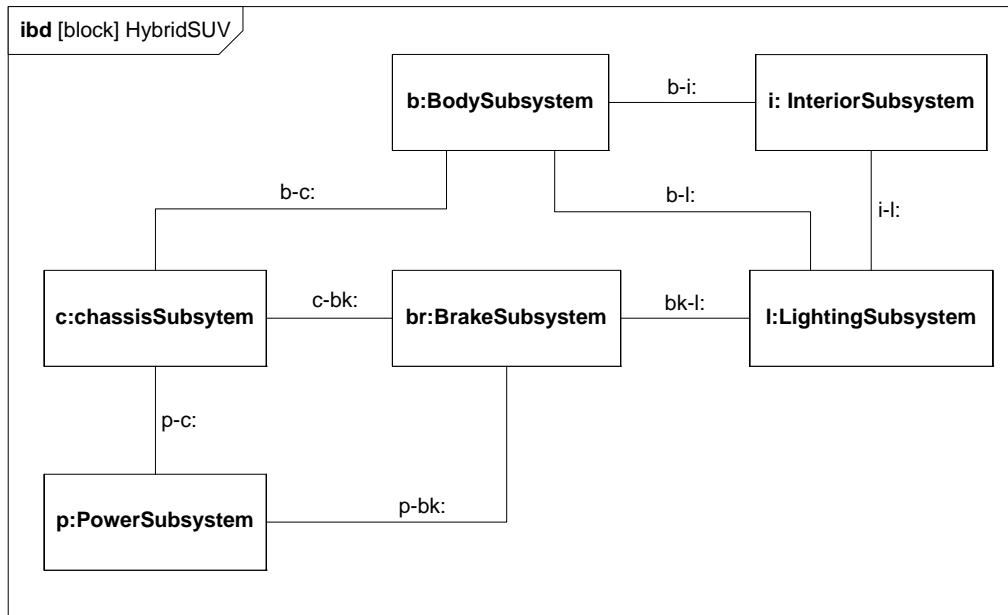 ibd [block] HybridSUV
b:BodySubsystem
b-i:
i: InteriorSubsystem
b-c:
b-l:
i-l:
c:chassisSubsytem
c-bk:
br:BrakeSubsystem
bk-l:
l:LightingSubsystem
p-c:
p:PowerSubsystem
p-bk: